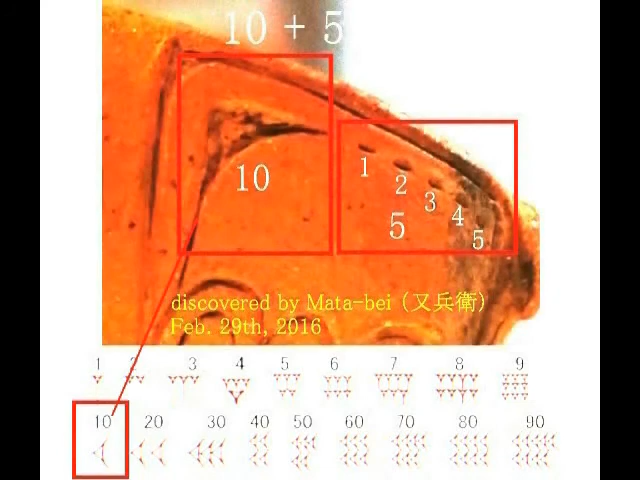 10 + 5
10
1
2
3
4
5
5
discovered by Mata-bei (又兵衛)
Feb. 29th, 2016
1 2 3 4 5 6 7 8 9
10 20 30 40 50 60 70 80 90